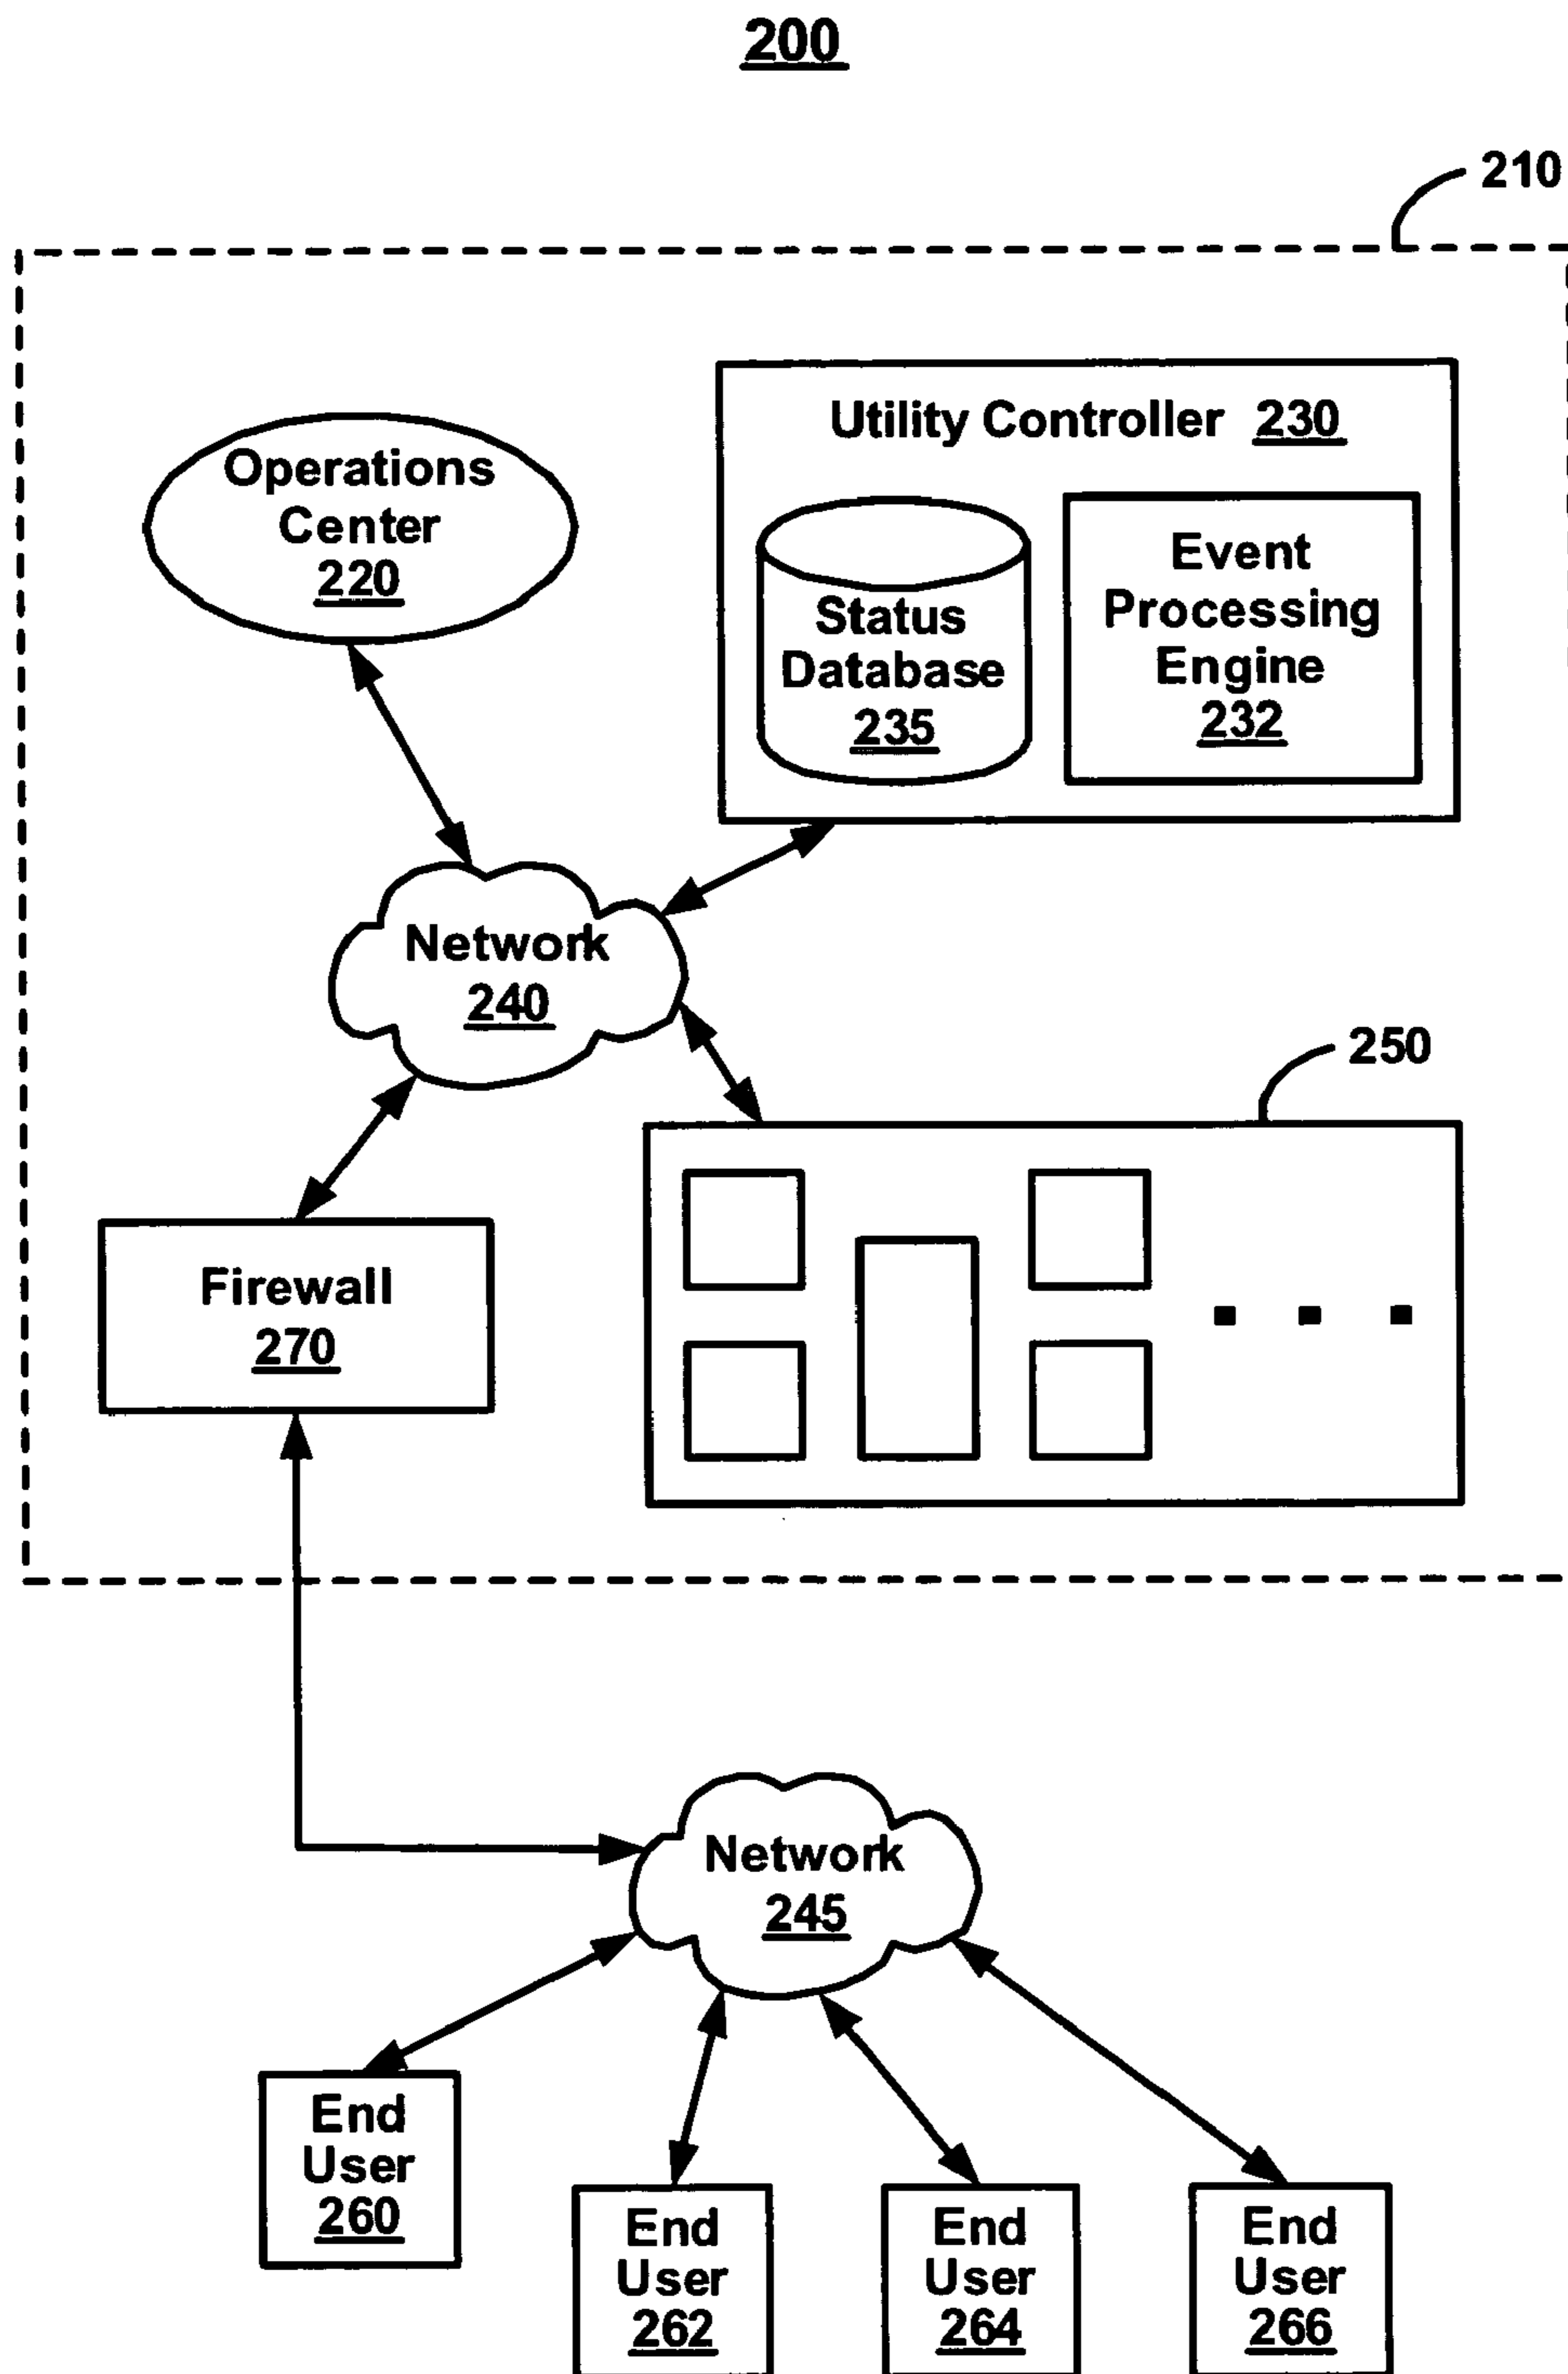 200
210
Operations
Center
220
Utility Controller 230
Status
Database
235
Event
Processing
Engine
232
Network
240
250
Firewall
270
Network
245
End
User
260
End
User
262
End
User
264
End
User
266